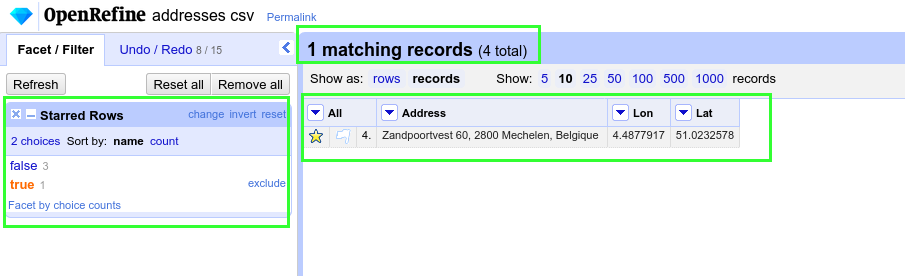 OpenRefine addresses csv Permalink
Facet / Filter Undo / Redo 8 / 15
Refresh Reset all Remove all
Starred Rows change invert reset
2 choices Sort by: name count
false 3
true 1 exclude
Facet by choice counts
1 matching records (4 total)
Show as: rows records Show: 5 10 25 50 100 500 1000 records
All Address Lon Lat
4. Zandpoortvest 60, 2800 Mechelen, Belgique 4.4877917 51.0232578